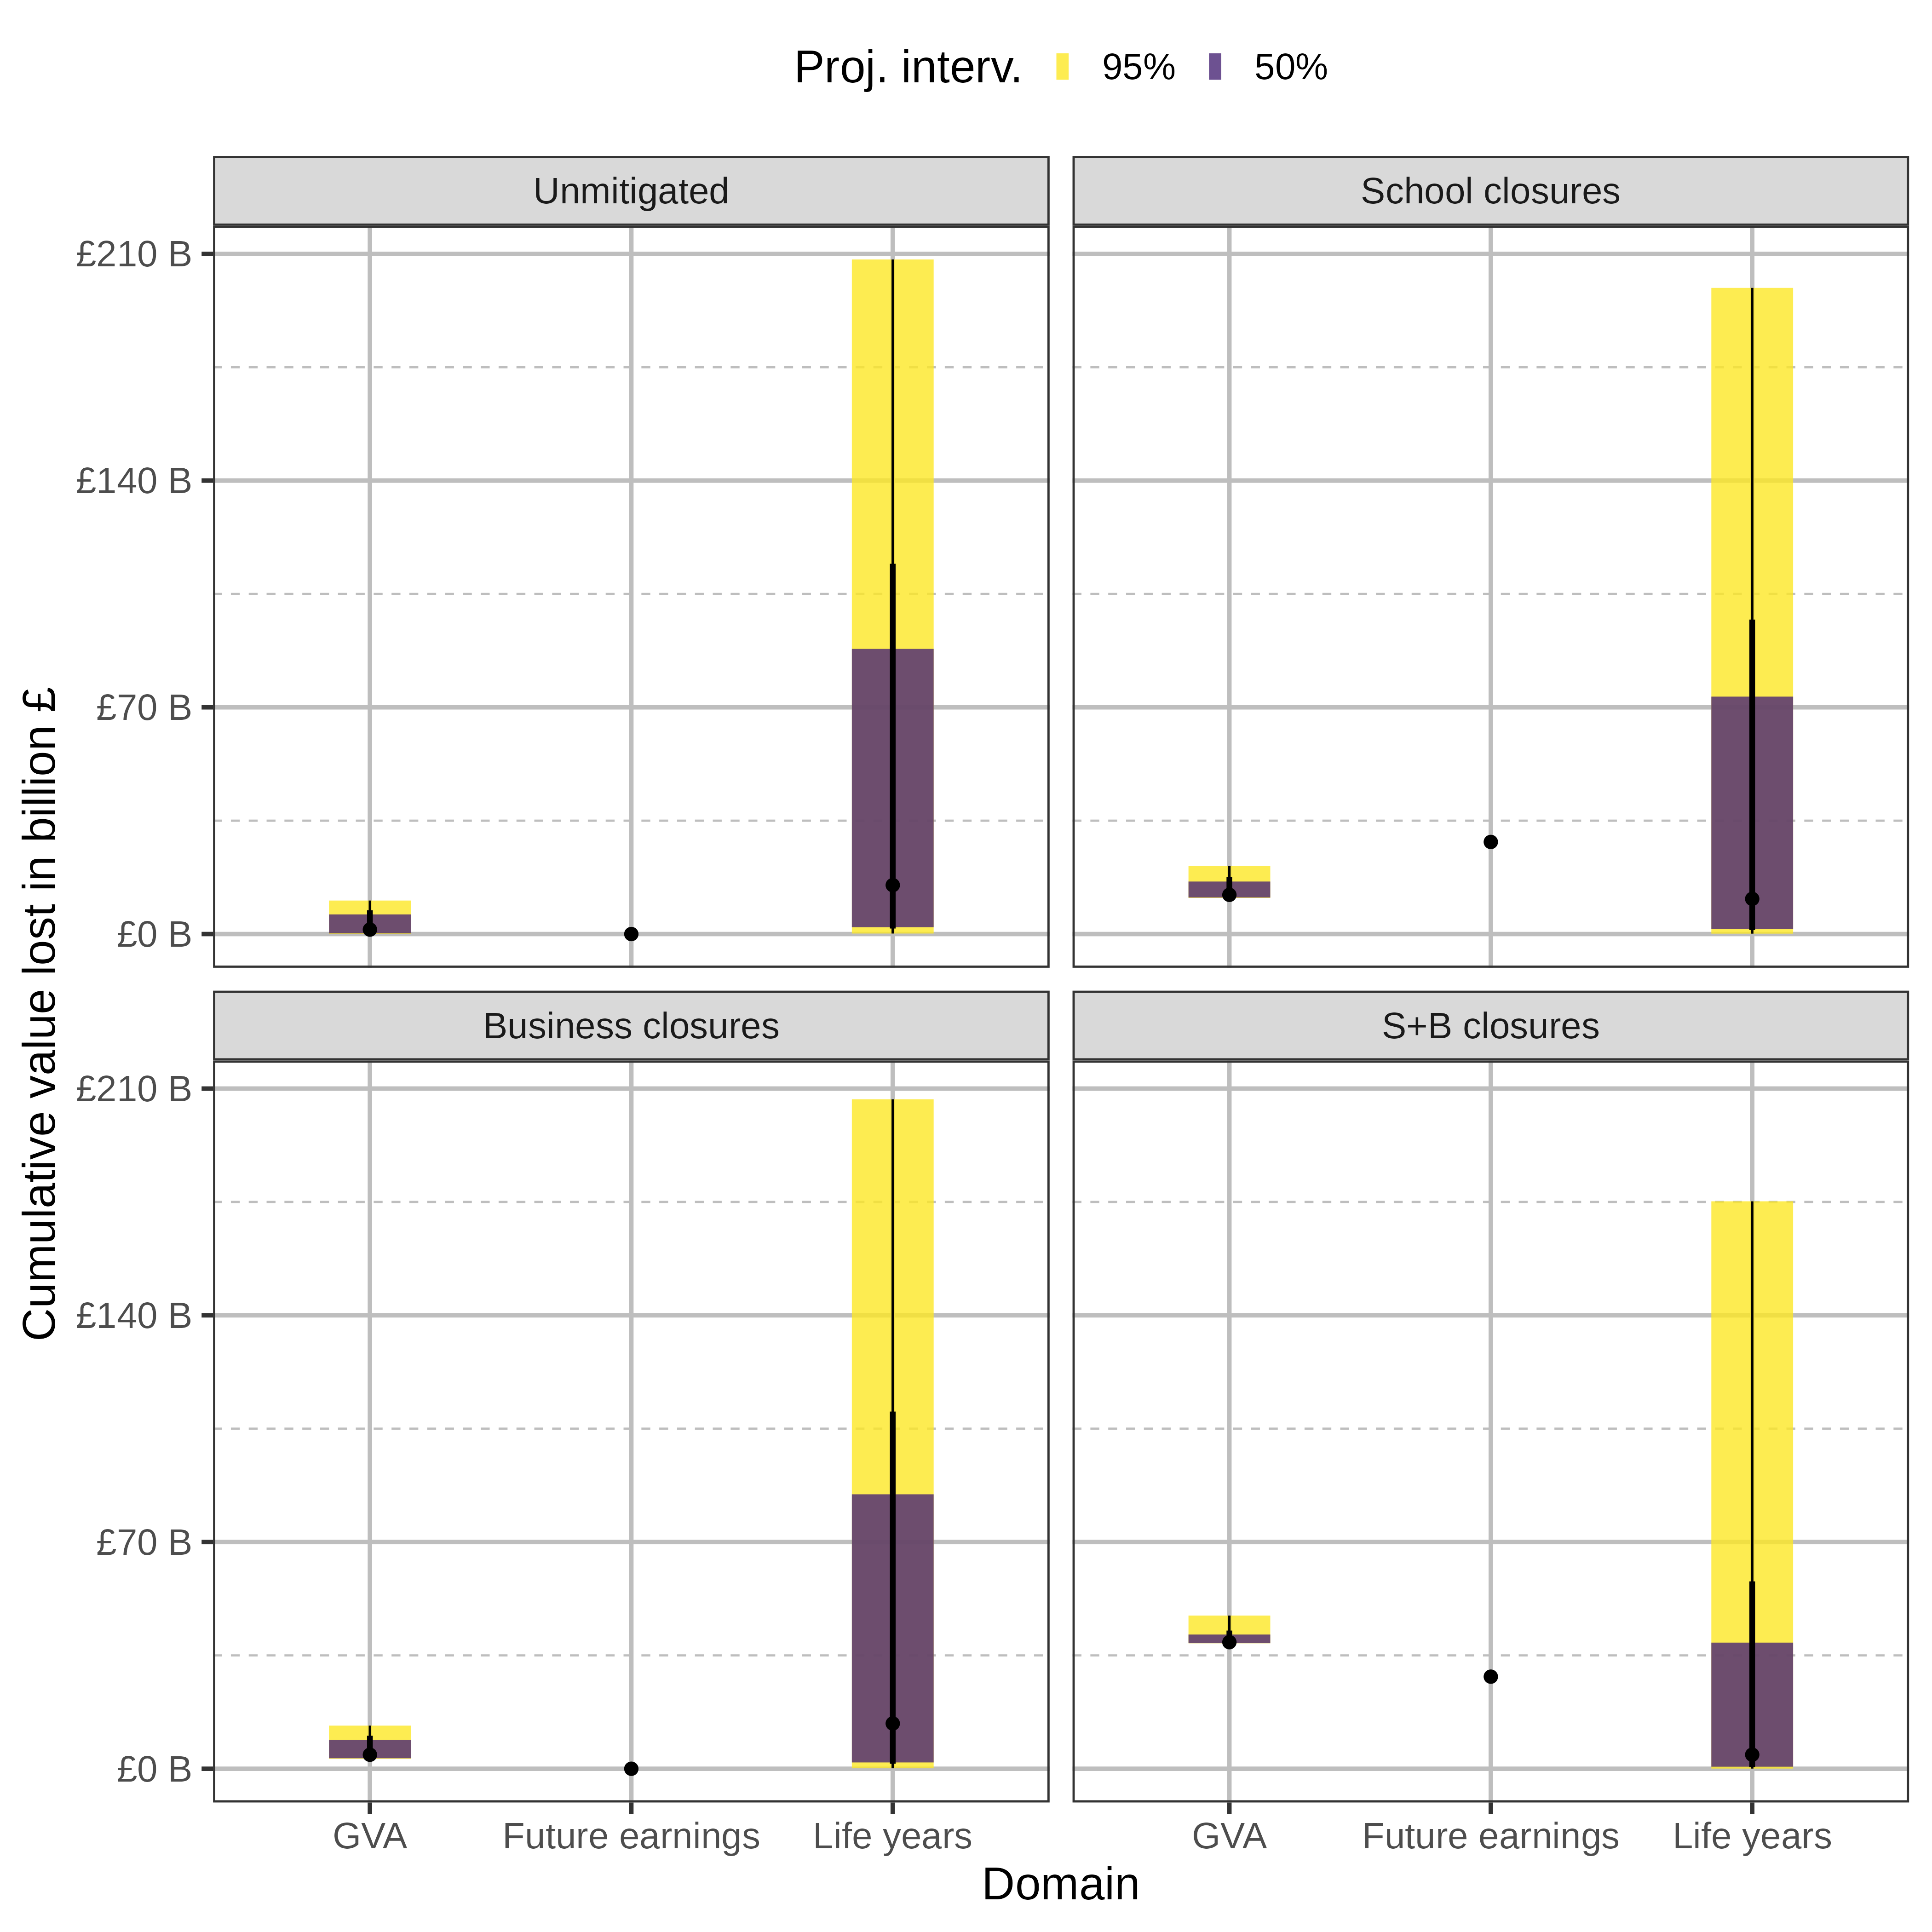 Proj. interv. 95% 50%
Unmitigated
School closures
£210 B
£140 B
£70 B
£0 B
Business closures
S+B closures
£210 B
£140 B
£70 B
£0 B
Cumulative value lost in billion £
GVA Future earnings Life years
GVA Future earnings Life years
Domain